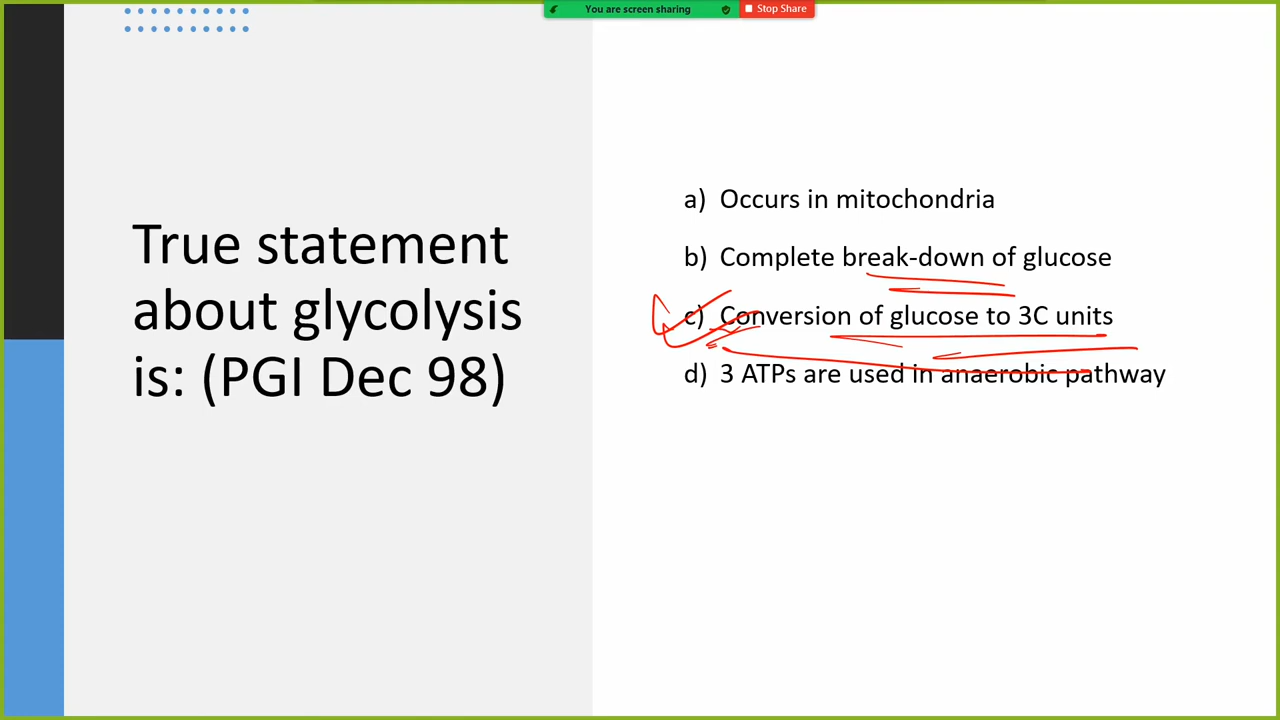 You are screen sharing
Stop Share
True statement
about glycolysis
is: (PGI Dec 98)
a) Occurs in mitochondria
b) Complete break-down of glucose
c) Conversion of glucose to 3C units
d) 3 ATPs are used in anaerobic pathway